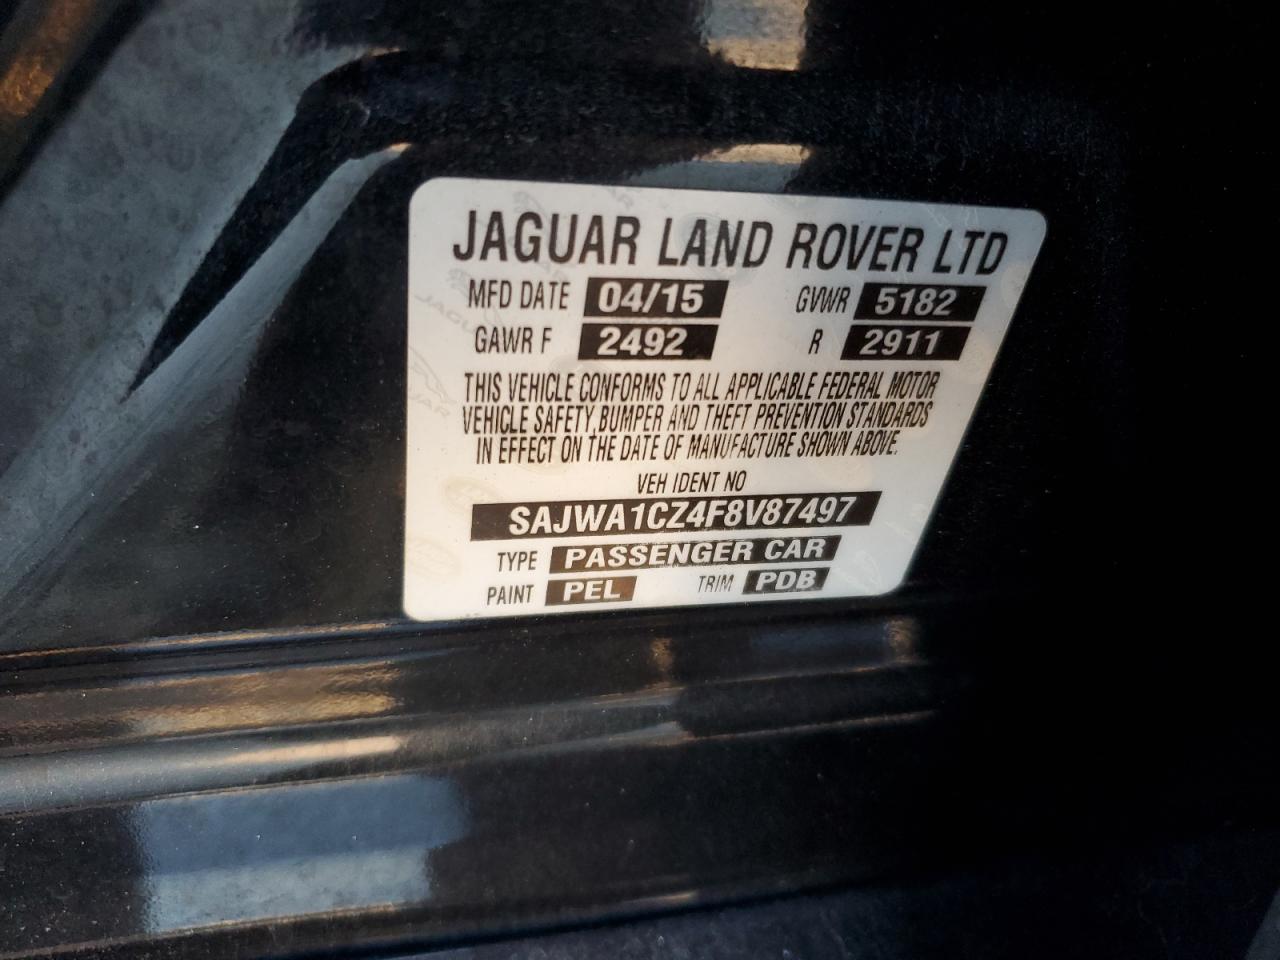 JAGUAR LAND ROVER LTD
MFD DATE 04/15 GVWR 5182
GAWR F 2492 R 2911
THIS VEHICLE CONFORMS TO ALL APPLICABLE FEDERAL MOTOR
VEHICLE SAFETY, BUMPER AND THEFT PREVENTION STANDARDS
IN EFFECT ON THE DATE OF MANUFACTURE SHOWN ABOVE.
VEH IDENT NO
SAJWA1CZ4F8V87497
TYPE PASSENGER CAR
PAINT PEL TRIM PDB